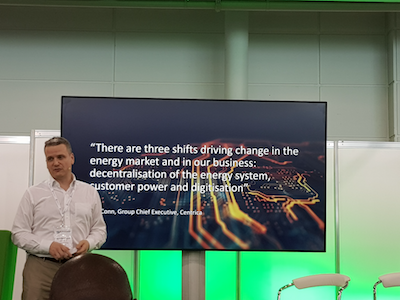 “There are three shifts driving change in the
energy market and in our business:
decentralisation of the energy system,
customer power and digitisation”
Conn, Group Chief Executive, Centrica